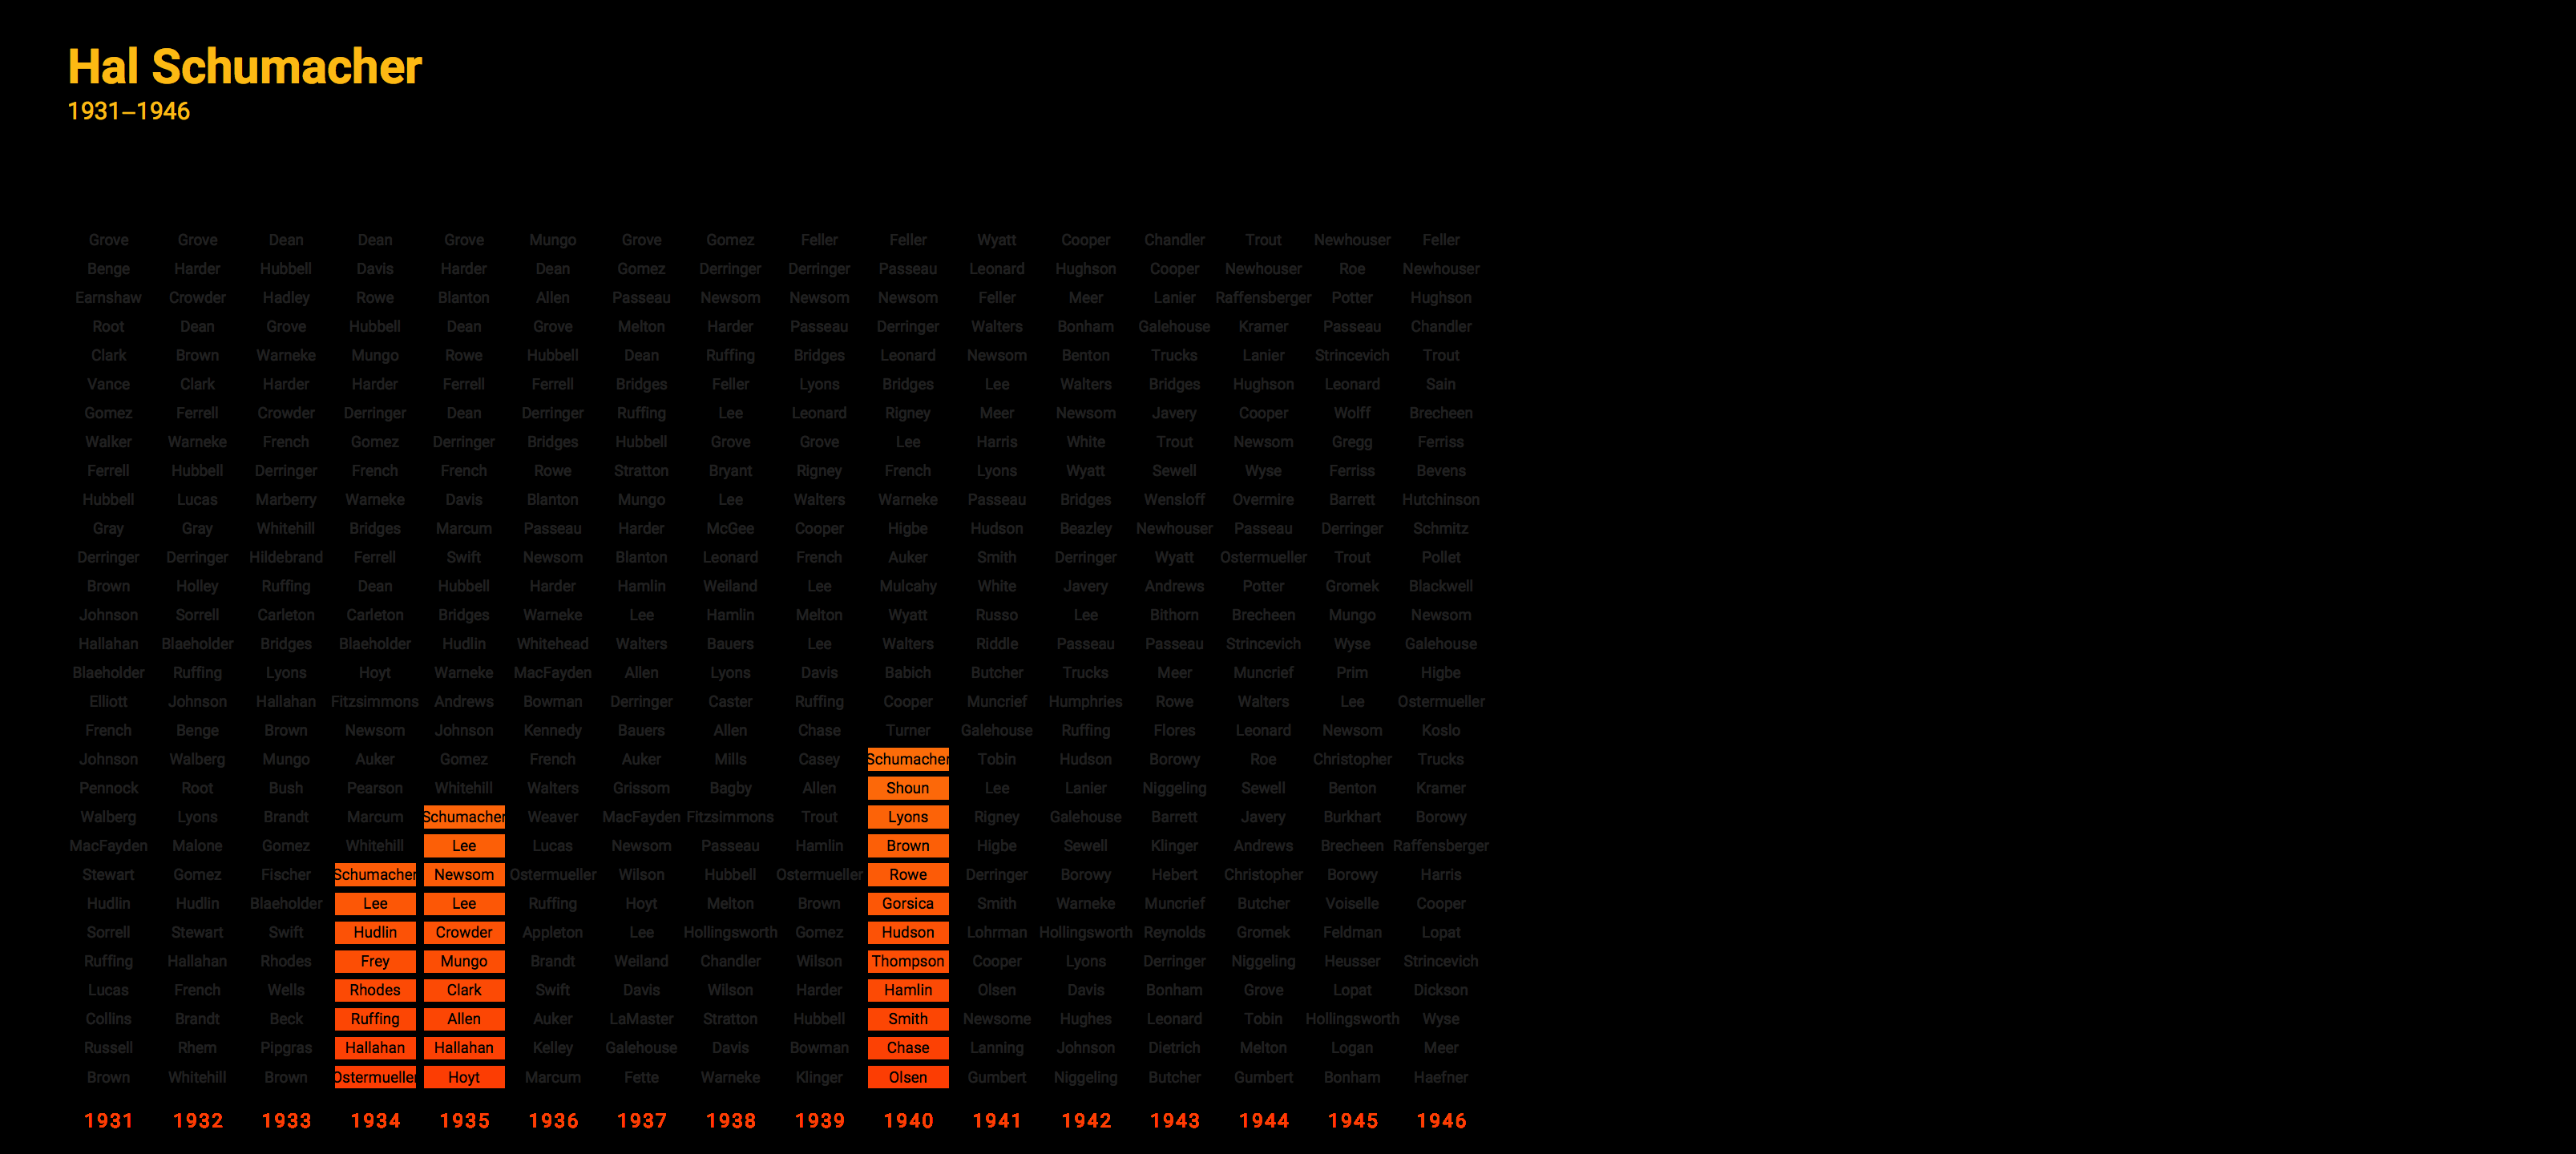 Hal Schumacher
1931–1946
Grove Grove Dean Dean Grove Mungo Grove Gomez Feller Feller Wyatt Cooper Chandler Trout Newhouser Feller
Benge Harder Hubbell Davis Harder Dean Gomez Derringer Derringer Passeau Leonard Hughson Cooper Newhouser Roe Newhouser
Earnshaw Crowder Hadley Rowe Blanton Allen Passeau Newsom Newsom Newsom Feller Meer Lanier Raffensberger Potter Hughson
Root Dean Grove Hubbell Dean Grove Melton Harder Passeau Derringer Walters Bonham Galehouse Kramer Passeau Chandler
Clark Brown Warneke Mungo Rowe Hubbell Dean Ruffing Bridges Leonard Newsom Benton Trucks Lanier Strincevich Trout
Vance Clark Harder Harder Ferrell Ferrell Bridges Feller Lyons Bridges Lee Walters Bridges Hughson Leonard Sain
Gomez Ferrell Crowder Derringer Dean Derringer Ruffing Lee Leonard Rigney Meer Newsom Javery Cooper Wolff Brecheen
Walker Warneke French Gomez Derringer Bridges Hubbell Grove Grove Lee Harris White Trout Newsom Gregg Ferriss
Ferrell Hubbell Derringer French French Rowe Stratton Bryant Rigney French Lyons Wyatt Sewell Wyse Ferriss Bevens
Hubbell Lucas Marberry Warneke Davis Blanton Mungo Lee Walters Warneke Passeau Bridges Wensloff Overmire Barrett Hutchinson
Gray Gray Whitehill Bridges Marcum Passeau Harder McGee Cooper Higbe Hudson Beazley Newhouser Passeau Derringer Schmitz
Derringer Derringer Hildebrand Ferrell Swift Newsom Blanton Leonard French Auker Smith Derringer Wyatt Ostermueller Trout Pollet
Brown Holley Ruffing Dean Hubbell Harder Hamlin Weiland Lee Mulcahy White Javery Andrews Potter Gromek Blackwell
Johnson Sorrell Carleton Carleton Bridges Warneke Lee Hamlin Melton Wyatt Russo Lee Bithorn Brecheen Mungo Newsom
Hallahan Blaeholder Bridges Blaeholder Hudlin Whitehead Walters Bauers Lee Walters Riddle Passeau Passeau Strincevich Wyse Galehouse
Blaeholder Ruffing Lyons Hoyt Warneke MacFayden Allen Lyons Davis Babich Butcher Trucks Meer Muncrief Prim Higbe
Elliott Johnson Hallahan Fitzsimmons Andrews Bowman Derringer Caster Ruffing Cooper Muncrief Humphries Rowe Walters Lee Ostermueller
French Benge Brown Newsom Johnson Kennedy Bauers Allen Chase Turner Galehouse Ruffing Flores Leonard Newsom Koslo
Johnson Walberg Mungo Auker Gomez French Auker Mills Casey Schumacher Tobin Hudson Borowy Roe Christopher Trucks
Pennock Root Bush Pearson Whitehill Walters Grissom Bagby Allen Shoun Lee Lanier Niggeling Sewell Benton Kramer
Walberg Lyons Brandt Marcum Schumacher Weaver MacFayden Fitzsimmons Trout Lyons Rigney Galehouse Barrett Javery Burkhart Borowy
MacFayden Malone Gomez Whitehill Lee Lucas Newsom Passeau Hamlin Brown Higbe Sewell Klinger Andrews Brecheen Raffensberger
Stewart Gomez Fischer Schumacher Newsom Ostermueller Wilson Hubbell Ostermueller Rowe Derringer Borowy Hebert Christopher Borowy Harris
Hudlin Hudlin Blaeholder Lee Lee Ruffing Hoyt Melton Brown Gorsica Smith Warneke Muncrief Butcher Voiselle Cooper
Sorrell Stewart Swift Hudlin Crowder Appleton Lee Hollingsworth Gomez Hudson Lohrman Hollingsworth Reynolds Gromek Feldman Lopat
Ruffing Hallahan Rhodes Frey Mungo Brandt Weiland Chandler Wilson Thompson Cooper Lyons Derringer Niggeling Heusser Strincevich
Lucas French Wells Rhodes Clark Swift Davis Wilson Harder Hamlin Olsen Davis Bonham Grove Lopat Dickson
Collins Brandt Beck Ruffing Allen Auker LaMaster Stratton Hubbell Smith Newsome Hughes Leonard Tobin Hollingsworth Wyse
Russell Rhem Pipgras Hallahan Hallahan Kelley Galehouse Davis Bowman Chase Lanning Johnson Dietrich Melton Logan Meer
Brown Whitehill Brown Ostermueller Hoyt Marcum Fette Warneke Klinger Olsen Gumbert Niggeling Butcher Gumbert Bonham Haefner
1931 1932 1933 1934 1935 1936 1937 1938 1939 1940 1941 1942 1943 1944 1945 1946